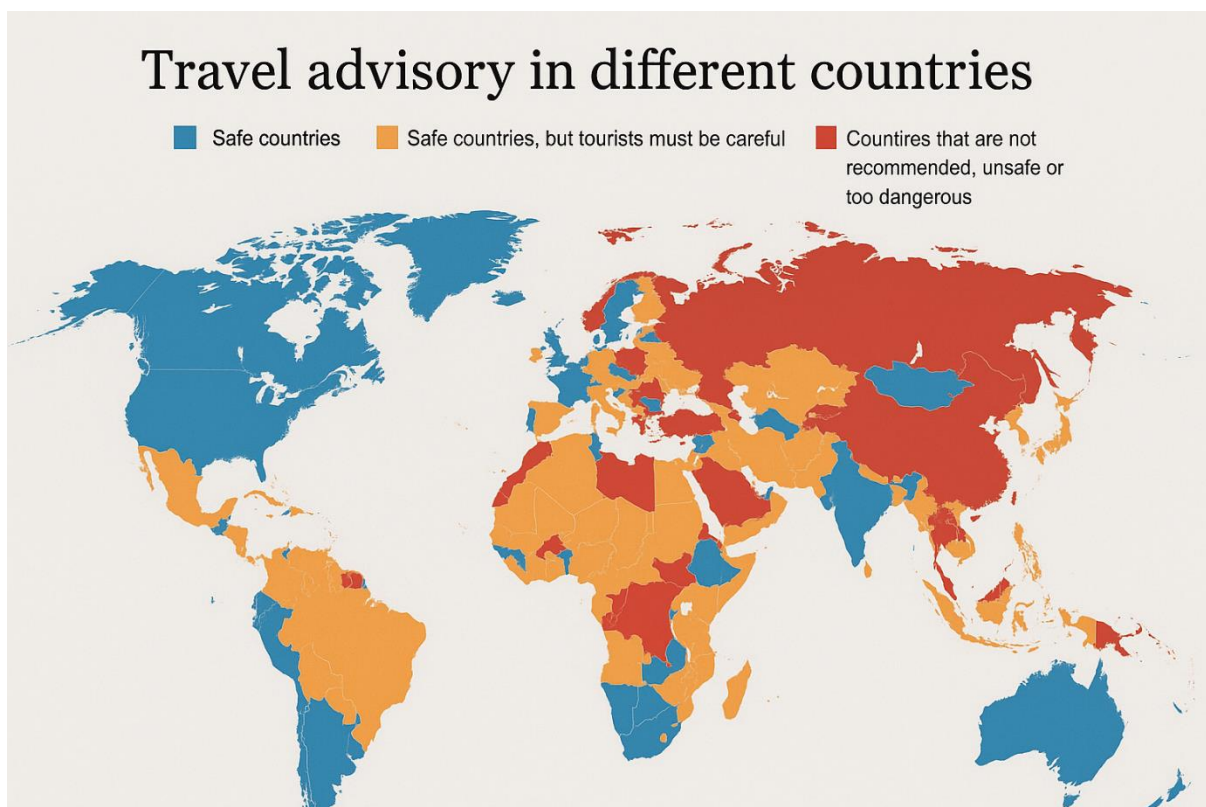 Travel advisory in different countries
Safe countries
Safe countries, but tourists must be careful
Countires that are not
recommended, unsafe or
too dangerous